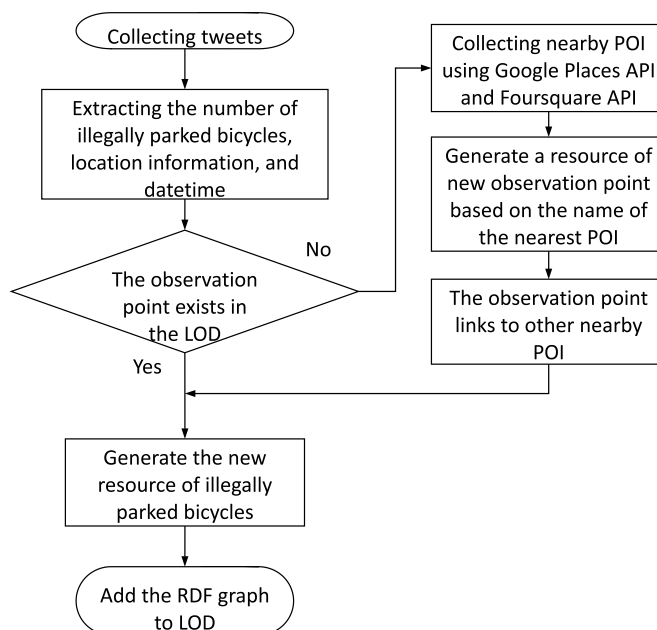 Collecting tweets
Extracting the number of
illegally parked bicycles,
location information, and
datetime
The observation
point exists in
the LOD
No
Yes
Collecting nearby POI
using Google Places API
and Foursquare API
Generate a resource of
new observation point
based on the name of
the nearest POI
The observation point
links to other nearby
POI
Generate the new
resource of illegally
parked bicycles
Add the RDF graph
to LOD